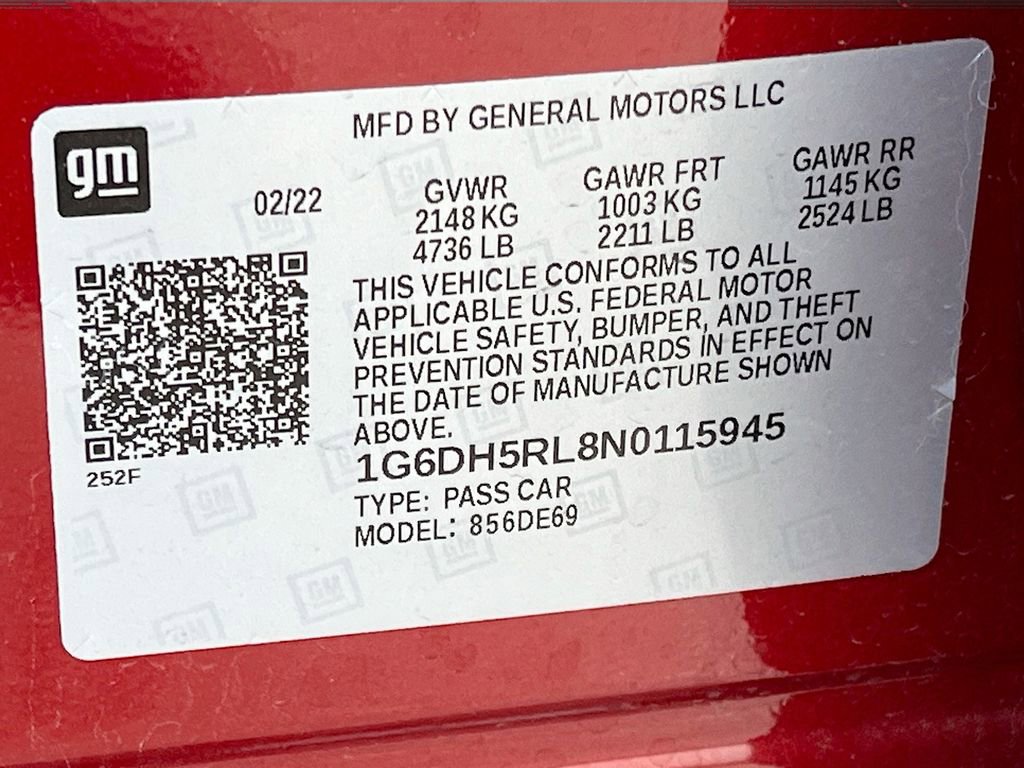 MFD BY GENERAL MOTORS LLC
gm
02/22
GVWR
2148 KG
4736 LB
GAWR FRT
1003 KG
2211 LB
GAWR RR
1145 KG
2524 LB
THIS VEHICLE CONFORMS TO ALL
APPLICABLE U.S. FEDERAL MOTOR
VEHICLE SAFETY, BUMPER, AND THEFT
PREVENTION STANDARDS IN EFFECT ON
THE DATE OF MANUFACTURE SHOWN
ABOVE.
1G6DH5RL8N0115945
TYPE: PASS CAR
MODEL: 856DE69
252F